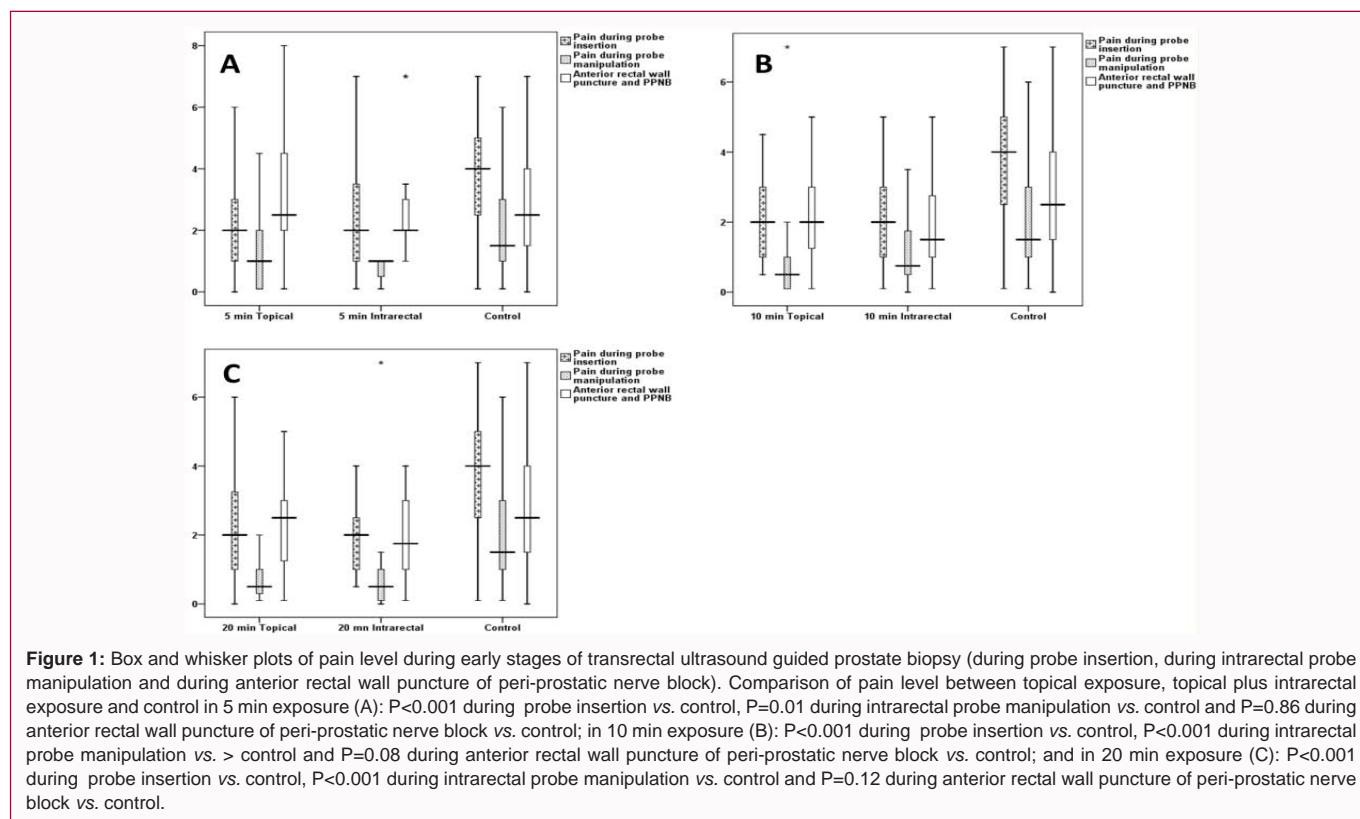 A
8
6
4
2
0
5 min Topical
5 min Intrarectal
Control
*
Pain during probe
insertion
Pain during probe
manipulation
Anterior rectal wall
puncture and PPNB
B
6
4
2
0
10 min Topical
10 min Intrarectal
Control
*
Pain during probe
insertion
Pain during probe
manipulation
Anterior rectal wall
puncture and PPNB
C
6
4
2
0
20 min Topical
20 mn Intrarectal
Control
*
Pain during probe
insertion
Pain during probe
manipulation
Anterior rectal wall
puncture and PPNB
Figure 1: Box and whisker plots of pain level during early stages of transrectal ultrasound guided prostate biopsy (during probe insertion, during intrarectal probe
manipulation and during anterior rectal wall puncture of peri-prostatic nerve block). Comparison of pain level between topical exposure, topical plus intrarectal
exposure and control in 5 min exposure (A): P<0.001 during probe insertion vs. control, P=0.01 during intrarectal probe manipulation vs. control and P=0.86 during
anterior rectal wall puncture of peri-prostatic nerve block vs. control; in 10 min exposure (B): P<0.001 during probe insertion vs. control, P<0.001 during intrarectal
probe manipulation vs. > control and P=0.08 during anterior rectal wall puncture of peri-prostatic nerve block vs. control; and in 20 min exposure (C): P<0.001
during probe insertion vs. control, P<0.001 during intrarectal probe manipulation vs. control and P=0.12 during anterior rectal wall puncture of peri-prostatic nerve
block vs. control.